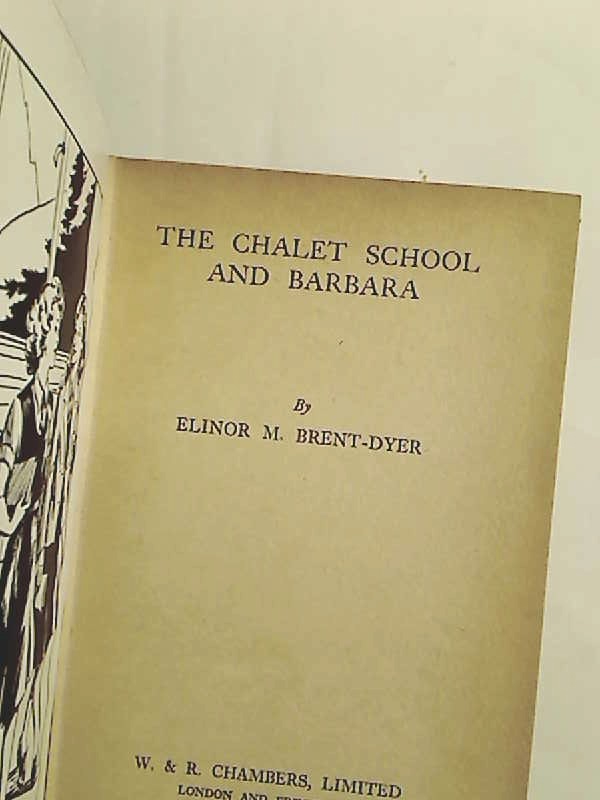 THE CHALET SCHOOL
AND BARBARA
By
ELINOR M. BRENT-DYER
W. & R. CHAMBERS, LIMITED
LONDON AND